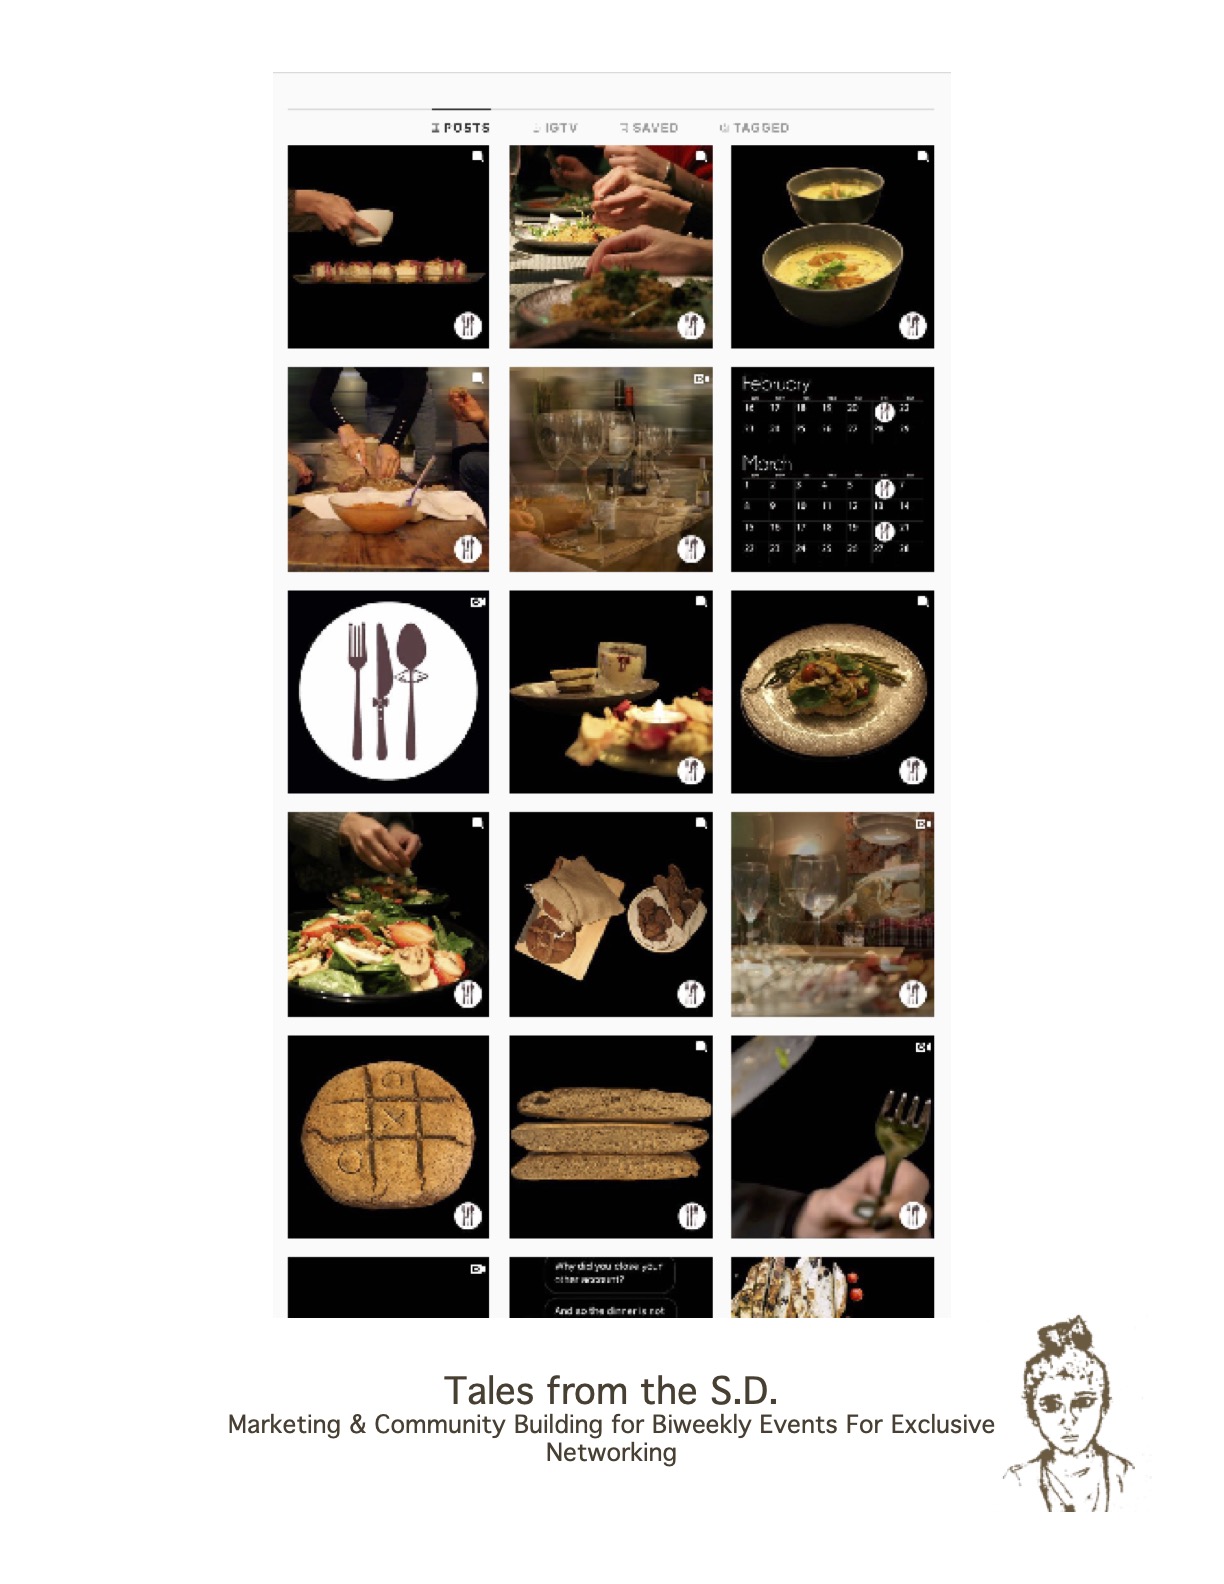 POSTS IGTV SAVED TAGGED
February
16 17 18 19 20 22
23 24 25 26 27 28 29
March
1 2 3 4 5 7
8 9 10 11 12 13 14
15 16 17 18 19 21
22 23 24 25 26 27 28
Why did you close your
other account?
And so the dinner is not
Tales from the S.D.
Marketing & Community Building for Biweekly Events For Exclusive
Networking